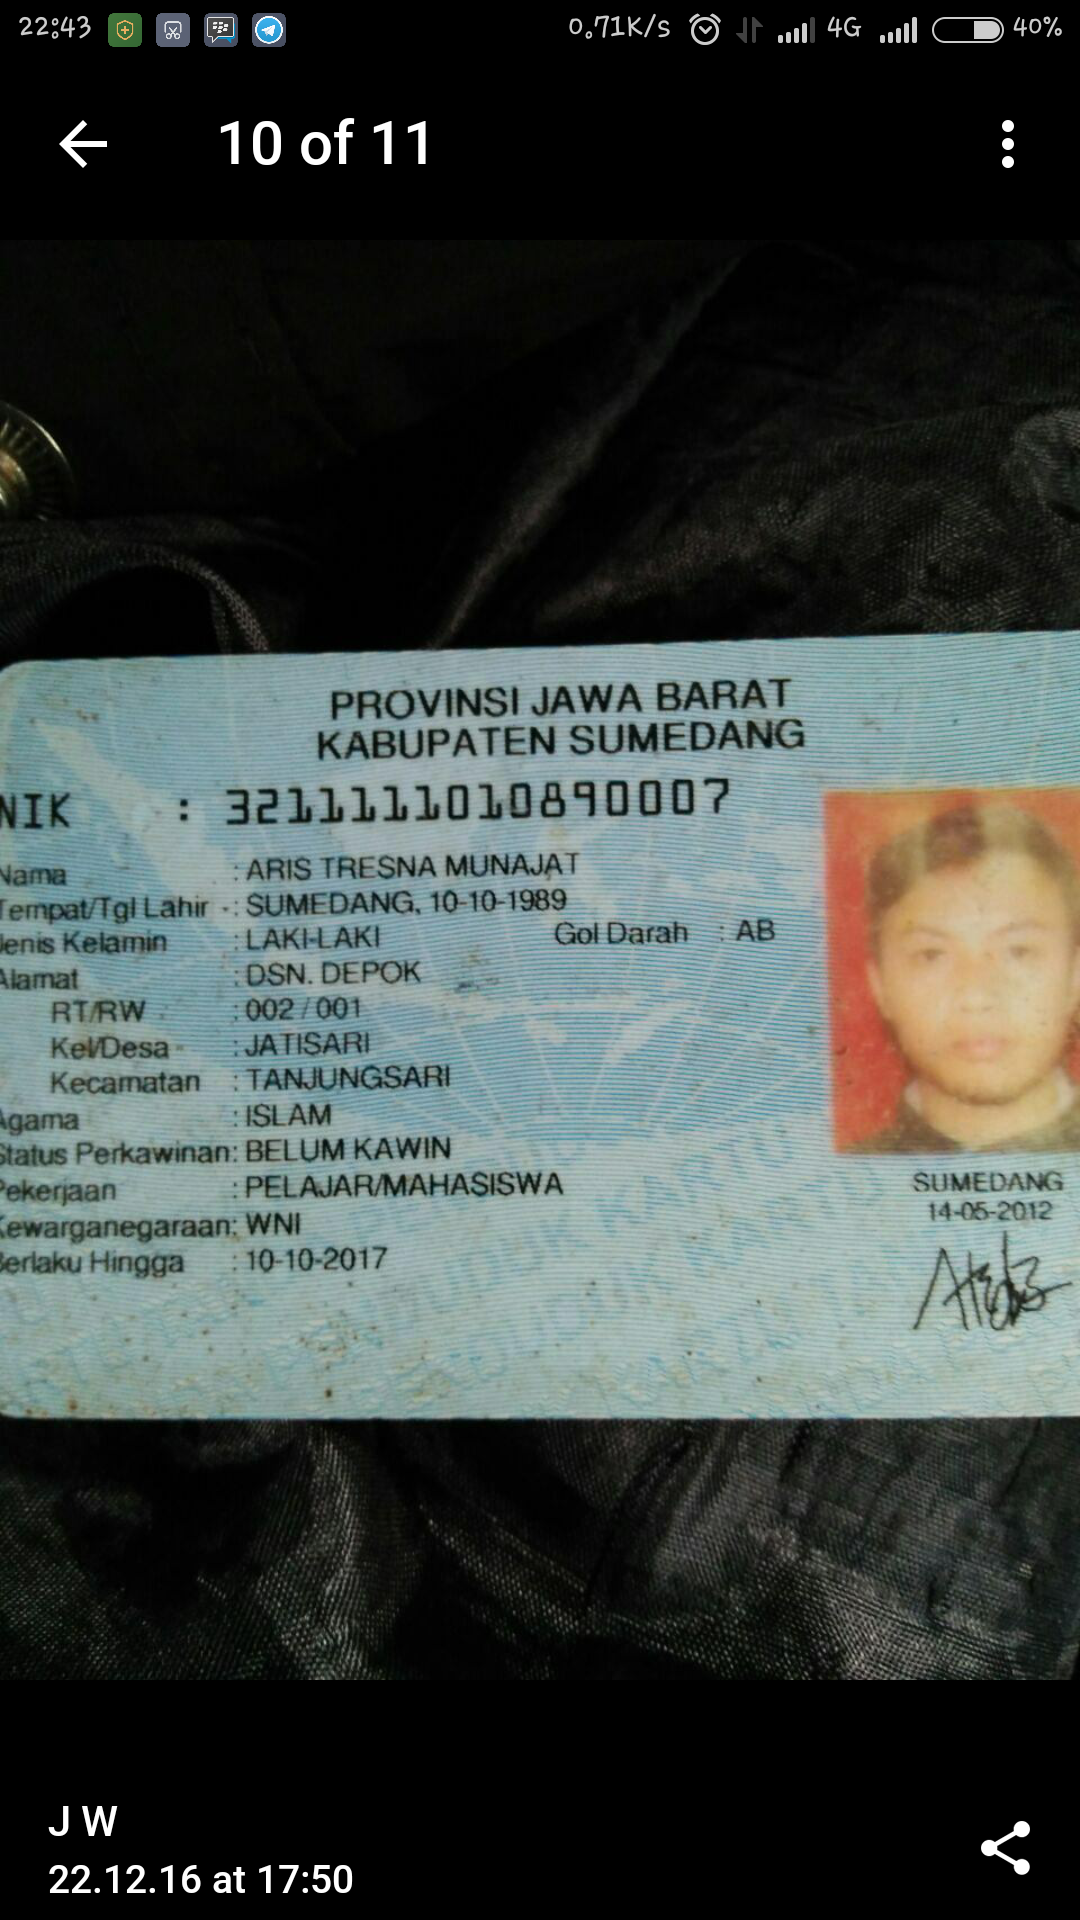 22:43 0.71K/s 4G 40%
10 of 11
PROVINSI JAWA BARAT
KABUPATEN SUMEDANG
NIK : 3211111010890007
Nama : ARIS TRESNA MUNAJAT
Tempat/Tgl Lahir : SUMEDANG, 10-10-1989
Jenis Kelamin : LAKI-LAKI Gol Darah : AB
Alamat : DSN. DEPOK
RT/RW : 002 / 001
Kel/Desa : JATISARI
Kecamatan : TANJUNGSARI
Agama : ISLAM
Status Perkawinan: BELUM KAWIN
Pekerjaan : PELAJAR/MAHASISWA
Kewarganegaraan: WNI
Berlaku Hingga : 10-10-2017
SUMEDANG
14-05-2012
J W
22.12.16 at 17:50